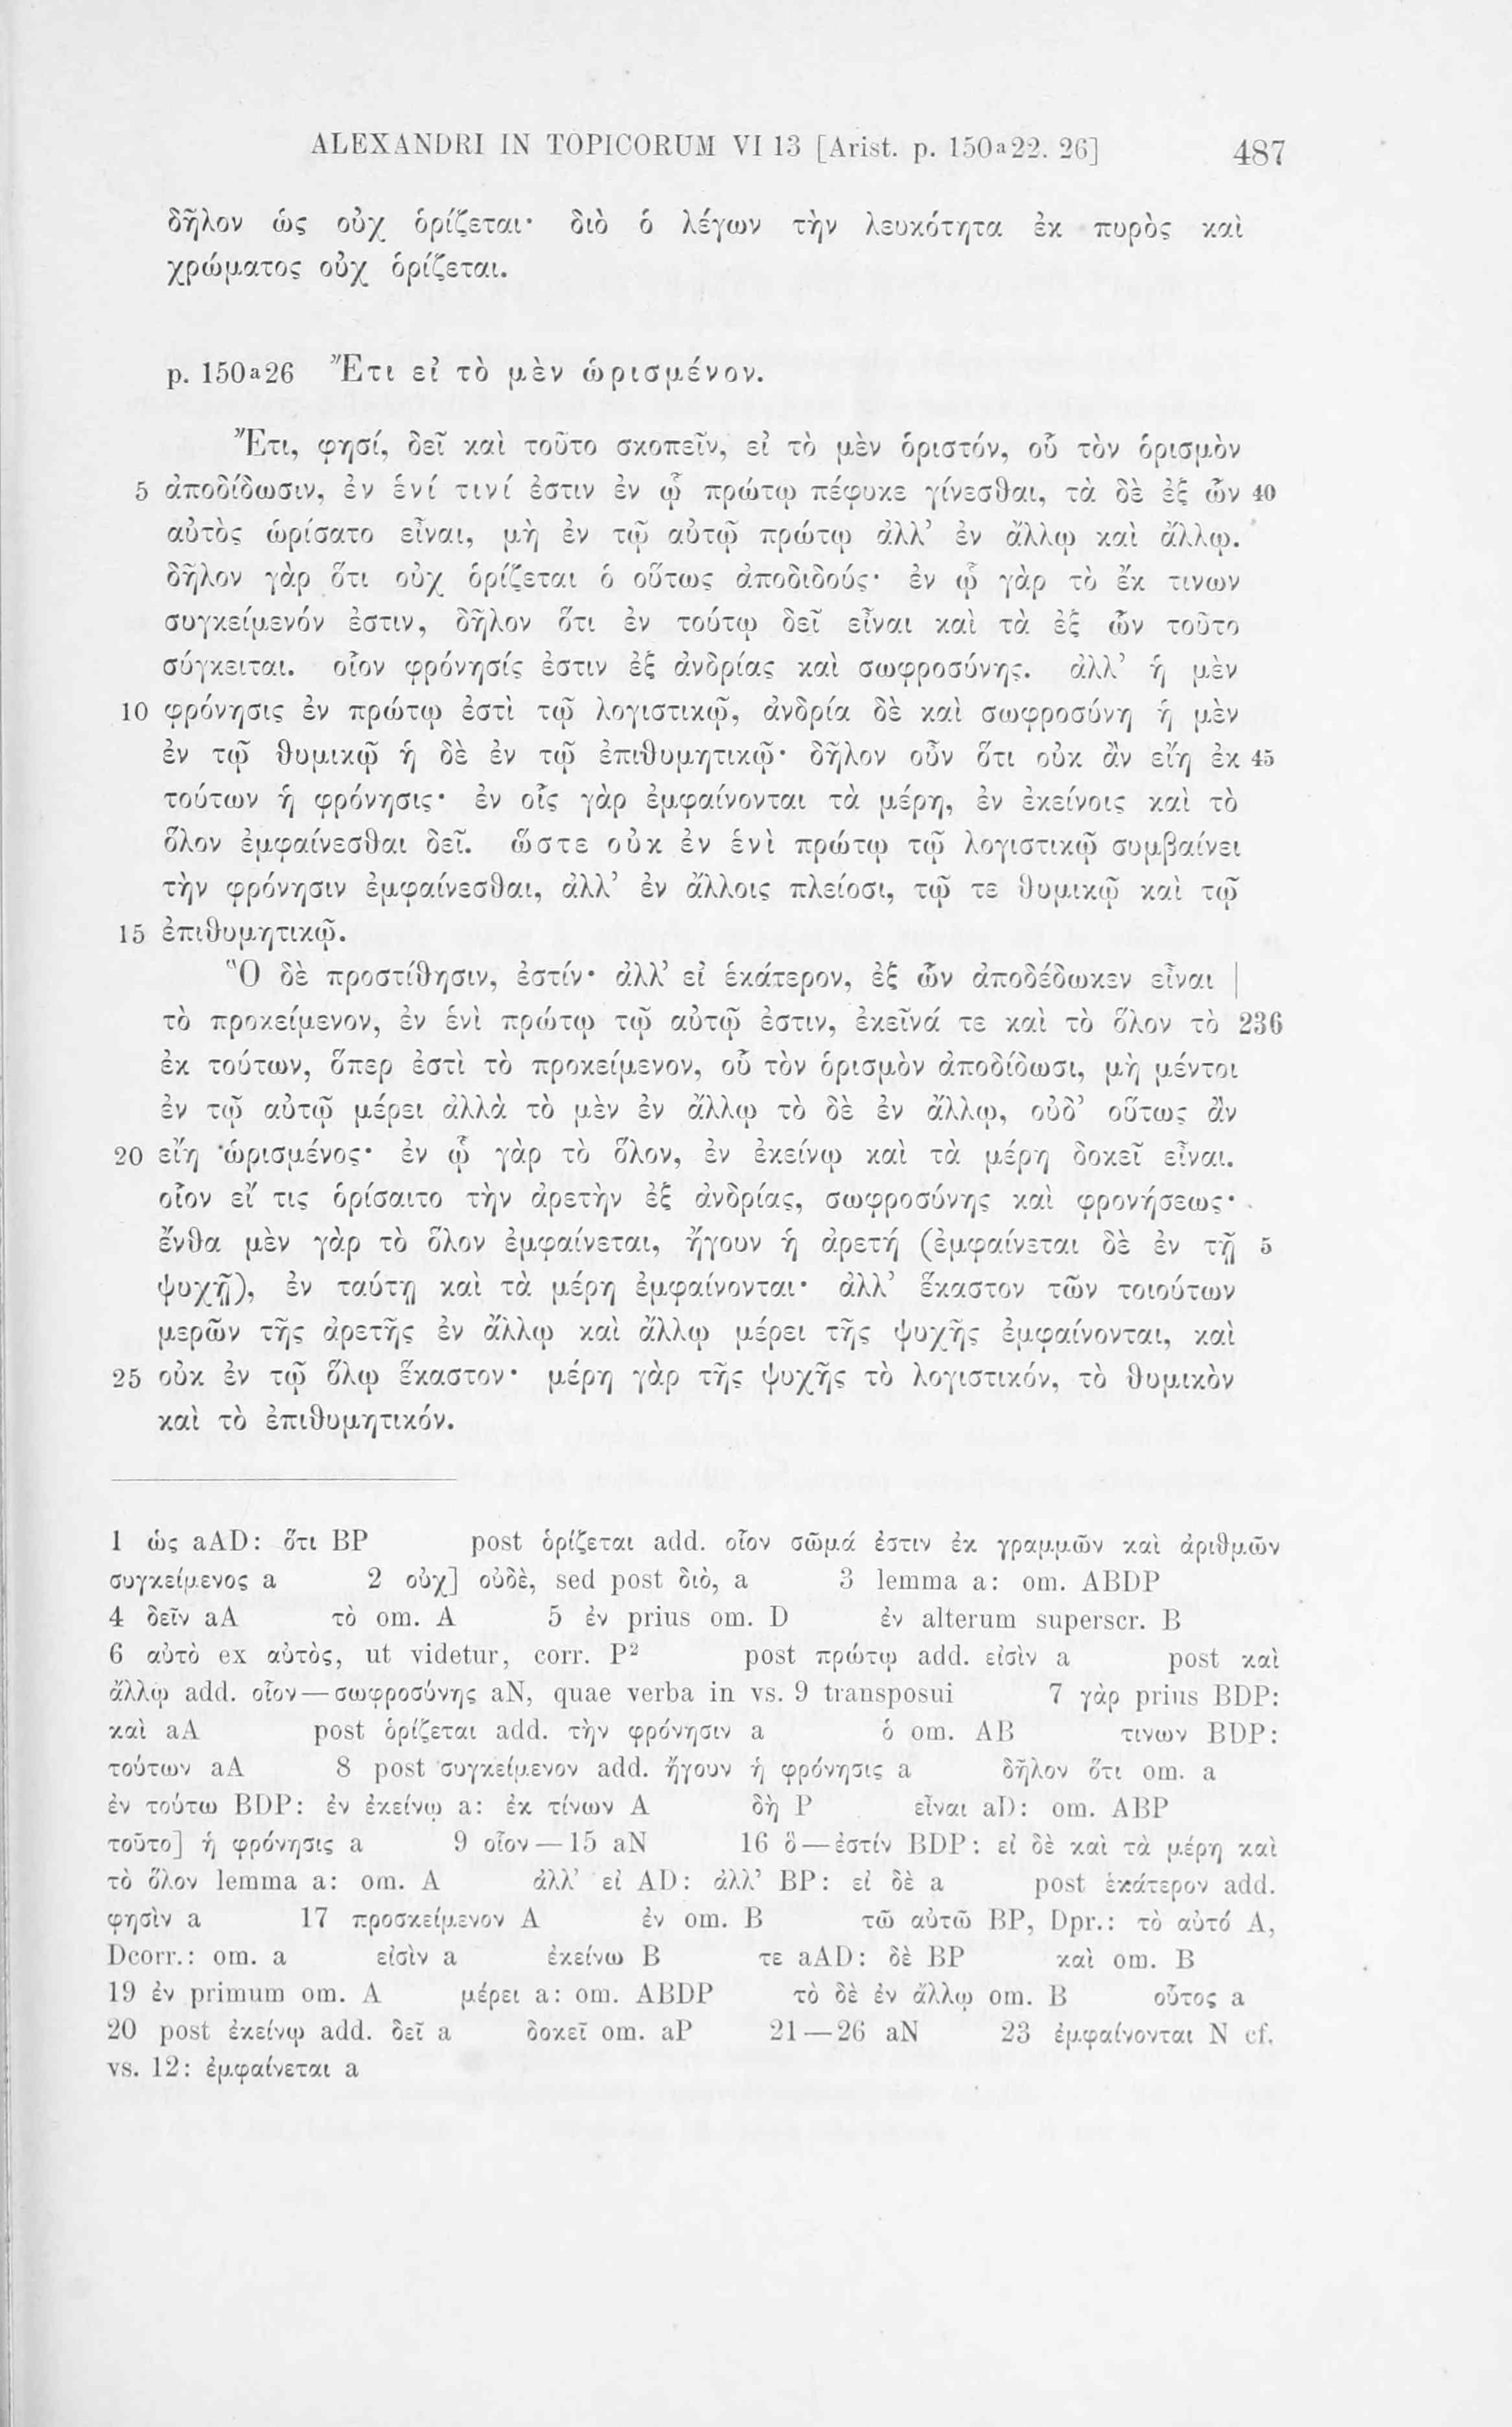 ALEXANDRI IN TOPICORUM VI 13 [Arist. p. 150ª22. 26] 487
δῆλον ὡς οὐχ ὁρίζεται· διὸ ὁ λέγων τὴν λευκότητα ἐκ πυρὸς καὶ
χρώματος οὐχ ὁρίζεται.
p. 150ª26 Ἔτι εἰ τὸ μὲν ὡρισμένον.
Ἔτι, φησί, δεῖ καὶ τοῦτο σκοπεῖν, εἰ τὸ μὲν ὁριστόν, οὗ τὸν ὁρισμὸν
5 ἀποδίδωσιν, ἐν ἑνί τινί ἐστιν ἐν ᾧ πρώτῳ πέφυκε γίνεσθαι, τὰ δὲ ἐξ ὧν 40
αὐτὸς ὡρίσατο εἶναι, μὴ ἐν τῷ αὐτῷ πρώτῳ ἀλλ’ ἐν ἄλλῳ καὶ ἄλλῳ.
δῆλον γὰρ ὅτι οὐχ ὁρίζεται ὁ οὕτως ἀποδιδούς· ἐν ᾧ γὰρ τὸ ἔκ τινων
συγκείμενόν ἐστιν, δῆλον ὅτι ἐν τούτῳ δεῖ εἶναι καὶ τὰ ἐξ ὧν τοῦτο
σύγκειται. οἷον φρόνησίς ἐστιν ἐξ ἀνδρίας καὶ σωφροσύνης. ἀλλ’ ἡ μὲν
10 φρόνησις ἐν πρώτῳ ἐστὶ τῷ λογιστικῷ, ἀνδρία δὲ καὶ σωφροσύνη ἡ μὲν
ἐν τῷ θυμικῷ ἡ δὲ ἐν τῷ ἐπιθυμητικῷ· δῆλον οὖν ὅτι οὐκ ἂν εἴη ἐκ 45
τούτων ἡ φρόνησις· ἐν οἷς γὰρ ἐμφαίνονται τὰ μέρη, ἐν ἐκείνοις καὶ τὸ
ὅλον ἐμφαίνεσθαι δεῖ. ὥστε οὐκ ἐν ἑνὶ πρώτῳ τῷ λογιστικῷ συμβαίνει
τὴν φρόνησιν ἐμφαίνεσθαι, ἀλλ’ ἐν ἄλλοις πλείοσι, τῷ τε θυμικῷ καὶ τῷ
15 ἐπιθυμητικῷ.
Ὃ δὲ προστίθησιν, ἐστίν· ἀλλ’ εἰ ἑκάτερον, ἐξ ὧν ἀποδέδωκεν εἶναι |
τὸ προκείμενον, ἐν ἑνὶ πρώτῳ τῷ αὐτῷ ἐστιν, ἐκεῖνά τε καὶ τὸ ὅλον τὸ 236
ἐκ τούτων, ὅπερ ἐστὶ τὸ προκείμενον, οὗ τὸν ὁρισμὸν ἀποδίδωσι, μὴ μέντοι
ἐν τῷ αὐτῷ μέρει ἀλλὰ τὸ μὲν ἐν ἄλλῳ τὸ δὲ ἐν ἄλλῳ, οὐδ’ οὕτως ἂν
20 εἴη ὡρισμένος· ἐν ᾧ γὰρ τὸ ὅλον, ἐν ἐκείνῳ καὶ τὰ μέρη δοκεῖ εἶναι.
οἷον εἴ τις ὁρίσαιτο τὴν ἀρετὴν ἐξ ἀνδρίας, σωφροσύνης καὶ φρονήσεως·
ἔνθα μὲν γὰρ τὸ ὅλον ἐμφαίνεται, ἤγουν ἡ ἀρετή (ἐμφαίνεται δὲ ἐν τῇ 5
ψυχῇ), ἐν ταύτῃ καὶ τὰ μέρη ἐμφαίνονται· ἀλλ’ ἕκαστον τῶν τοιούτων
μερῶν τῆς ἀρετῆς ἐν ἄλλῳ καὶ ἄλλῳ μέρει τῆς ψυχῆς ἐμφαίνονται, καὶ
25 οὐκ ἐν τῷ ὅλῳ ἕκαστον· μέρη γὰρ τῆς ψυχῆς τὸ λογιστικόν, τὸ θυμικὸν
καὶ τὸ ἐπιθυμητικόν.
1 ὡς aAD: ὅτι BP post ὁρίζεται add. οἷον σῶμά ἐστιν ἐκ γραμμῶν καὶ ἀριθμῶν
συγκείμενος a 2 οὐχ] οὐδὲ, sed post διὸ, a 3 lemma a: om. ABDP
4 δεῖν aA τὸ om. A 5 ἐν prius om. D ἐν alterum superscr. B
6 αὐτὸ ex αὐτὸς, ut videtur, corr. P² post πρώτῳ add. εἰσὶν a post καὶ
ἄλλῳ add. οἷον—σωφροσύνης aN, quae verba in vs. 9 transposui 7 γὰρ prius BDP:
καὶ aA post ὁρίζεται add. τὴν φρόνησιν a ὁ om. AB τινων BDP:
τούτων aA 8 post συγκείμενον add. ἤγουν ἡ φρόνησις a δῆλον ὅτι om. a
ἐν τούτω BDP: ἐν ἐκείνῳ a: ἐκ τίνων A δὴ P εἶναι aD: om. ABP
τοῦτο] ἡ φρόνησις a 9 οἷον—15 aN 16 ὃ—ἐστίν BDP: εἰ δὲ καὶ τὰ μέρη καὶ
τὸ ὅλον lemma a: om. A ἀλλ’ εἰ AD: ἀλλ’ BP: εἰ δὲ a post ἑκάτερον add.
φησὶν a 17 προσκείμενον A ἐν om. B τῶ αὐτῶ BP, Dpr.: τὸ αὐτό A,
Dcorr.: om. a εἰσὶν a ἐκείνω B τε aAD: δὲ BP καὶ om. B
19 ἐν primum om. A μέρει a: om. ABDP τὸ δὲ ἐν ἄλλῳ om. B οὗτος a
20 post ἐκείνῳ add. δεῖ a δοκεῖ om. aP 21—26 aN 23 ἐμφαίνονται N cf.
vs. 12: ἐμφαίνεται a